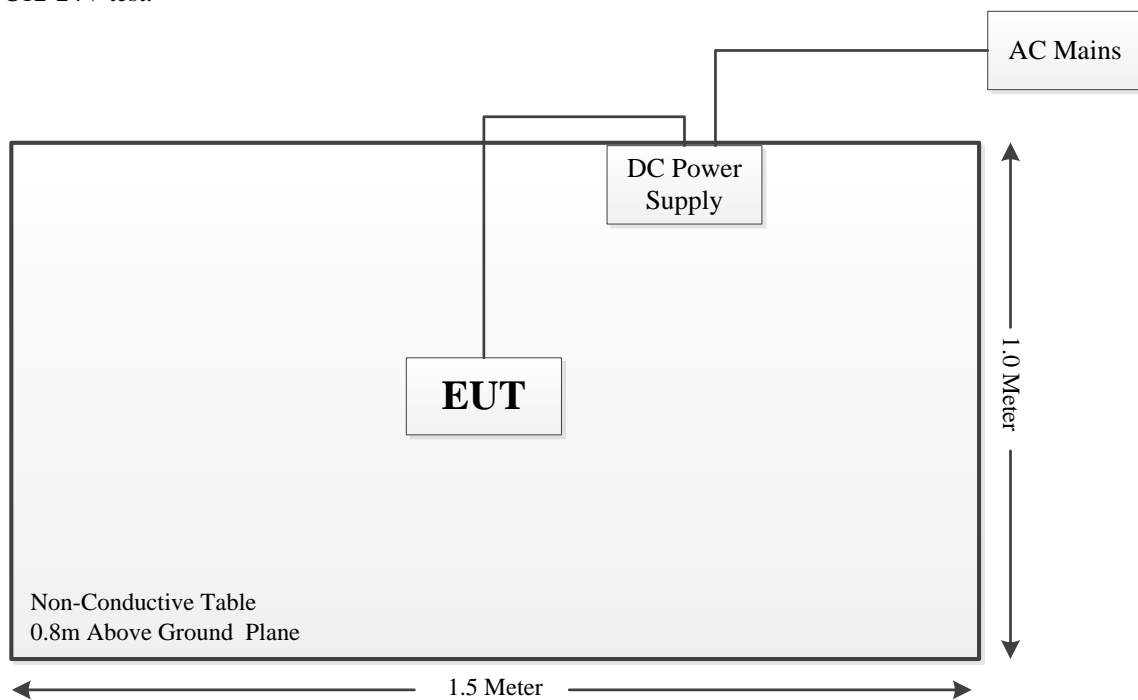 test.
AC Mains
DC Power
Supply
EUT
1.0 Meter
Non-Conductive Table
0.8m Above Ground Plane
1.5 Meter